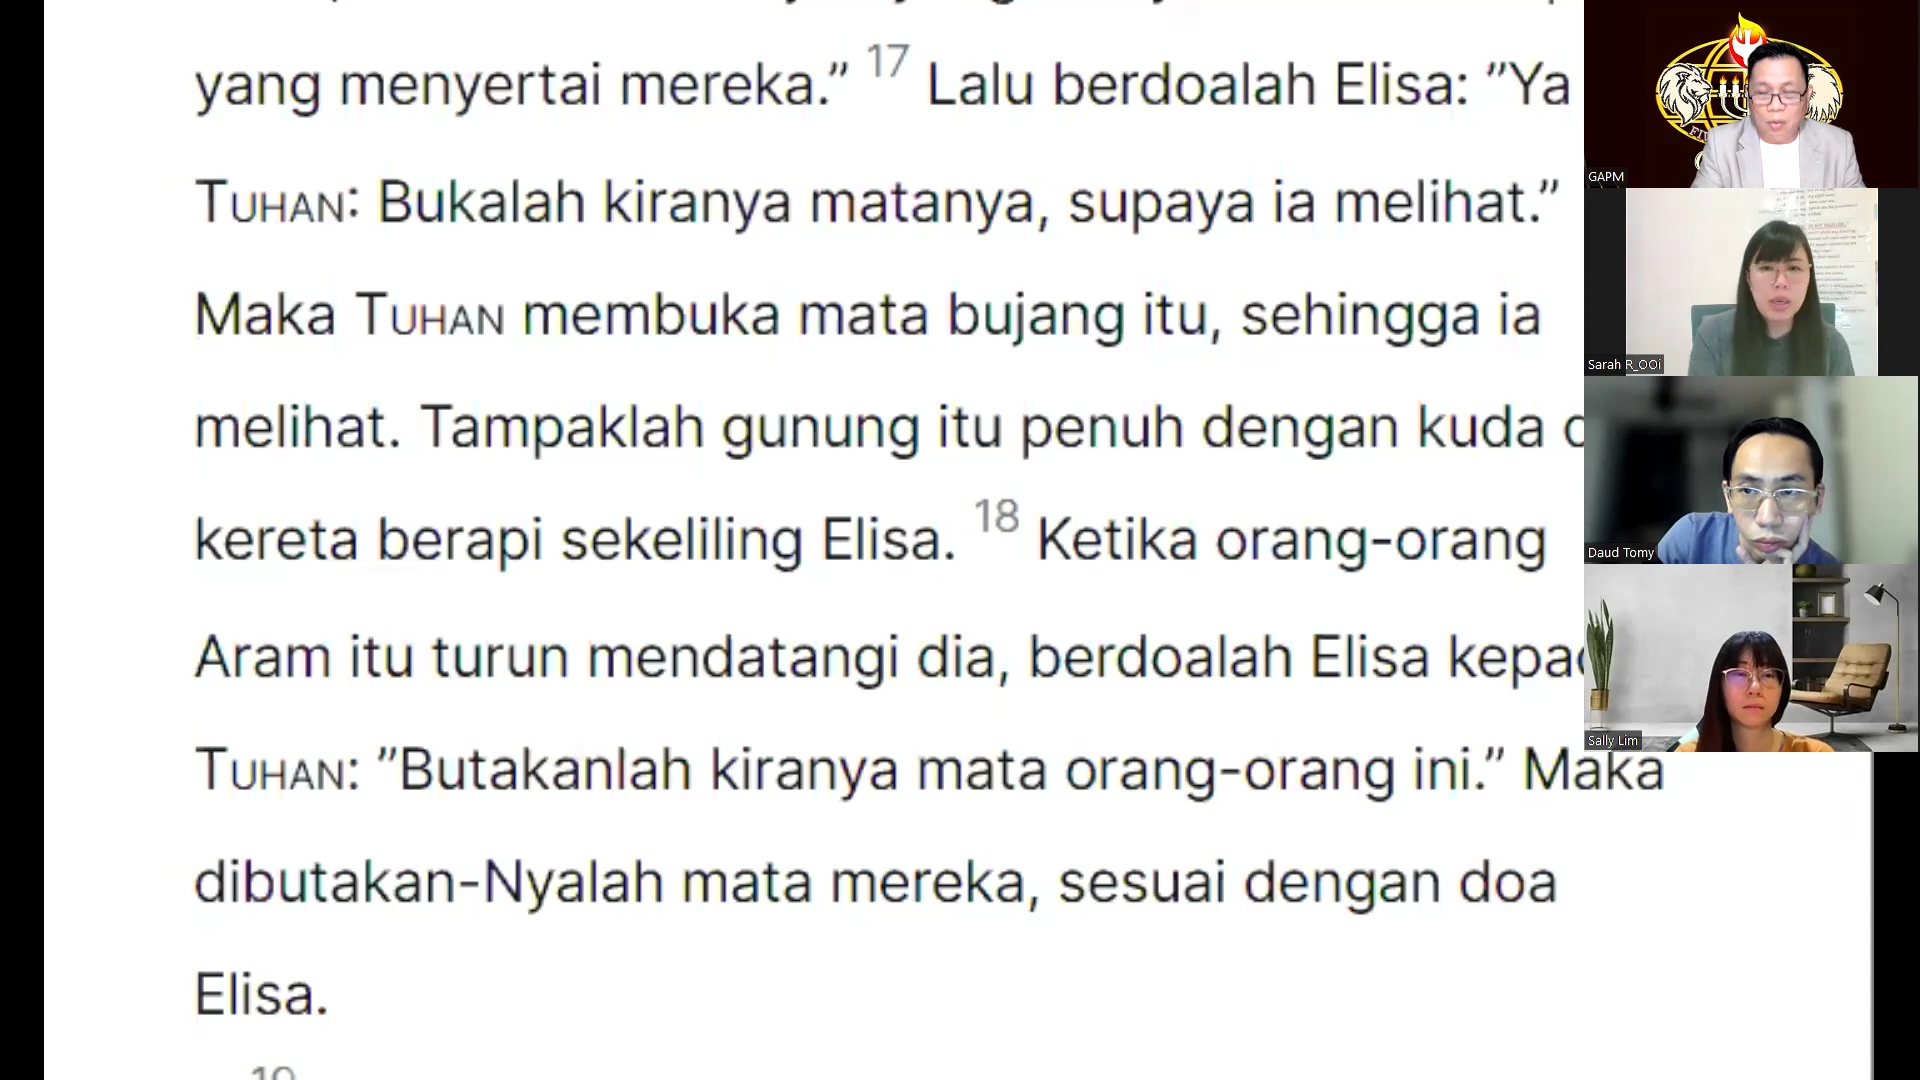 yang menyertai mereka.” 17 Lalu berdoalah Elisa: ”Ya
TUHAN: Bukalah kiranya matanya, supaya ia melihat.”
Maka TUHAN membuka mata bujang itu, sehingga ia
melihat. Tampaklah gunung itu penuh dengan kuda
kereta berapi sekeliling Elisa. 18 Ketika orang-orang
Aram itu turun mendatangi dia, berdoalah Elisa
TUHAN: ”Butakanlah kiranya mata orang-orang ini.” Maka
dibutakan-Nyalah mata mereka, sesuai dengan doa
Elisa.
GAPM
Sarah R_OOi
Daud Tomy
Sally Lim